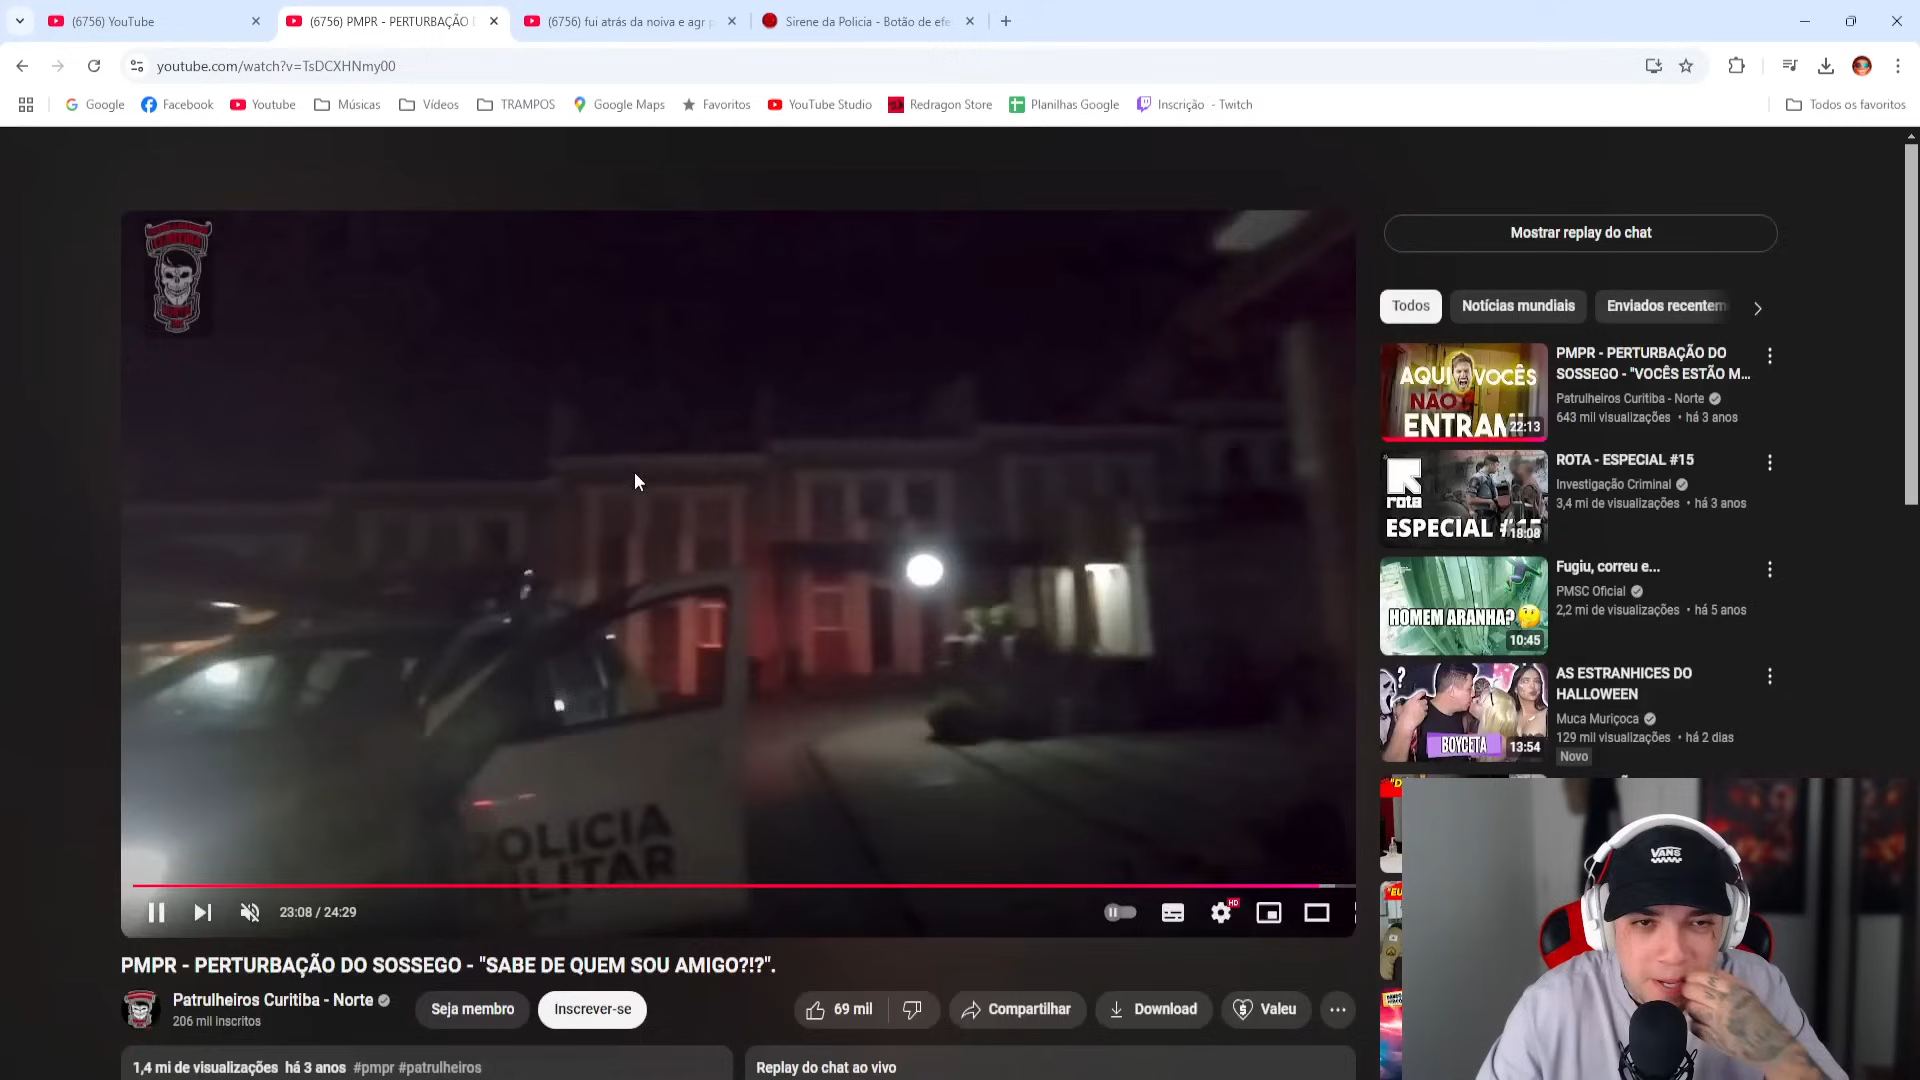 (6756) YouTube
(6756) PMPR - PERTURBAÇÃO
(6756) fui atrás da noiva e agr
Sirene da Policia - Botão de efe
youtube.com/watch?v=TsDCXHNmy00
Google
Facebook
Youtube
Músicas
Vídeos
TRAMPOS
Google Maps
Favoritos
YouTube Studio
Redragon Store
Planilhas Google
Inscrição - Twitch
Todos os favoritos
Mostrar replay do chat
Todos
Notícias mundiais
Enviados recentem
AQUI VOCÊS
NÃO
ENTRAM
22:13
PMPR - PERTURBAÇÃO DO
SOSSEGO - "VOCÊS ESTÃO M...
Patrulheiros Curitiba - Norte
643 mil visualizações • há 3 anos
rota
ESPECIAL #15
18:08
ROTA - ESPECIAL #15
Investigação Criminal
3,4 mi de visualizações • há 3 anos
HOMEM ARANHA?
10:45
Fugiu, correu e...
PMSC Oficial
2,2 mi de visualizações • há 5 anos
BOYCETA
13:54
AS ESTRANHICES DO
HALLOWEEN
Muca Muriçoca
129 mil visualizações • há 2 dias
Novo
POLICIA
MILITAR
VANS
23:08 / 24:29
HD
PMPR - PERTURBAÇÃO DO SOSSEGO - "SABE DE QUEM SOU AMIGO?!?".
Patrulheiros Curitiba - Norte
206 mil inscritos
Seja membro
Inscrever-se
69 mil
Compartilhar
Download
Valeu
1,4 mi de visualizações há 3 anos #pmpr #patrulheiros
Replay do chat ao vivo